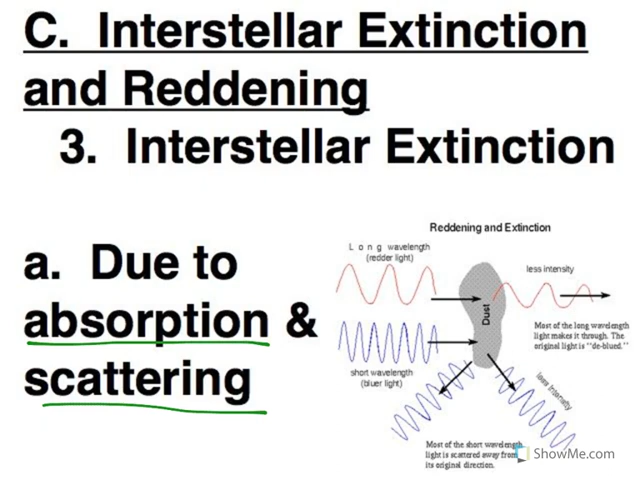 C. Interstellar Extinction
and Reddening
3. Interstellar Extinction
a. Due to
absorption &
scattering
Reddening and Extinction
L o n g wavelength
(redder light)
less intensity
Dust
Most of the long wavelength
light makes it through. The
original light is "de-blued."
short wavelength
(bluer light)
less intensity
Most of the short wavelength
light is scattered away from
its original direction.
ShowMe.com